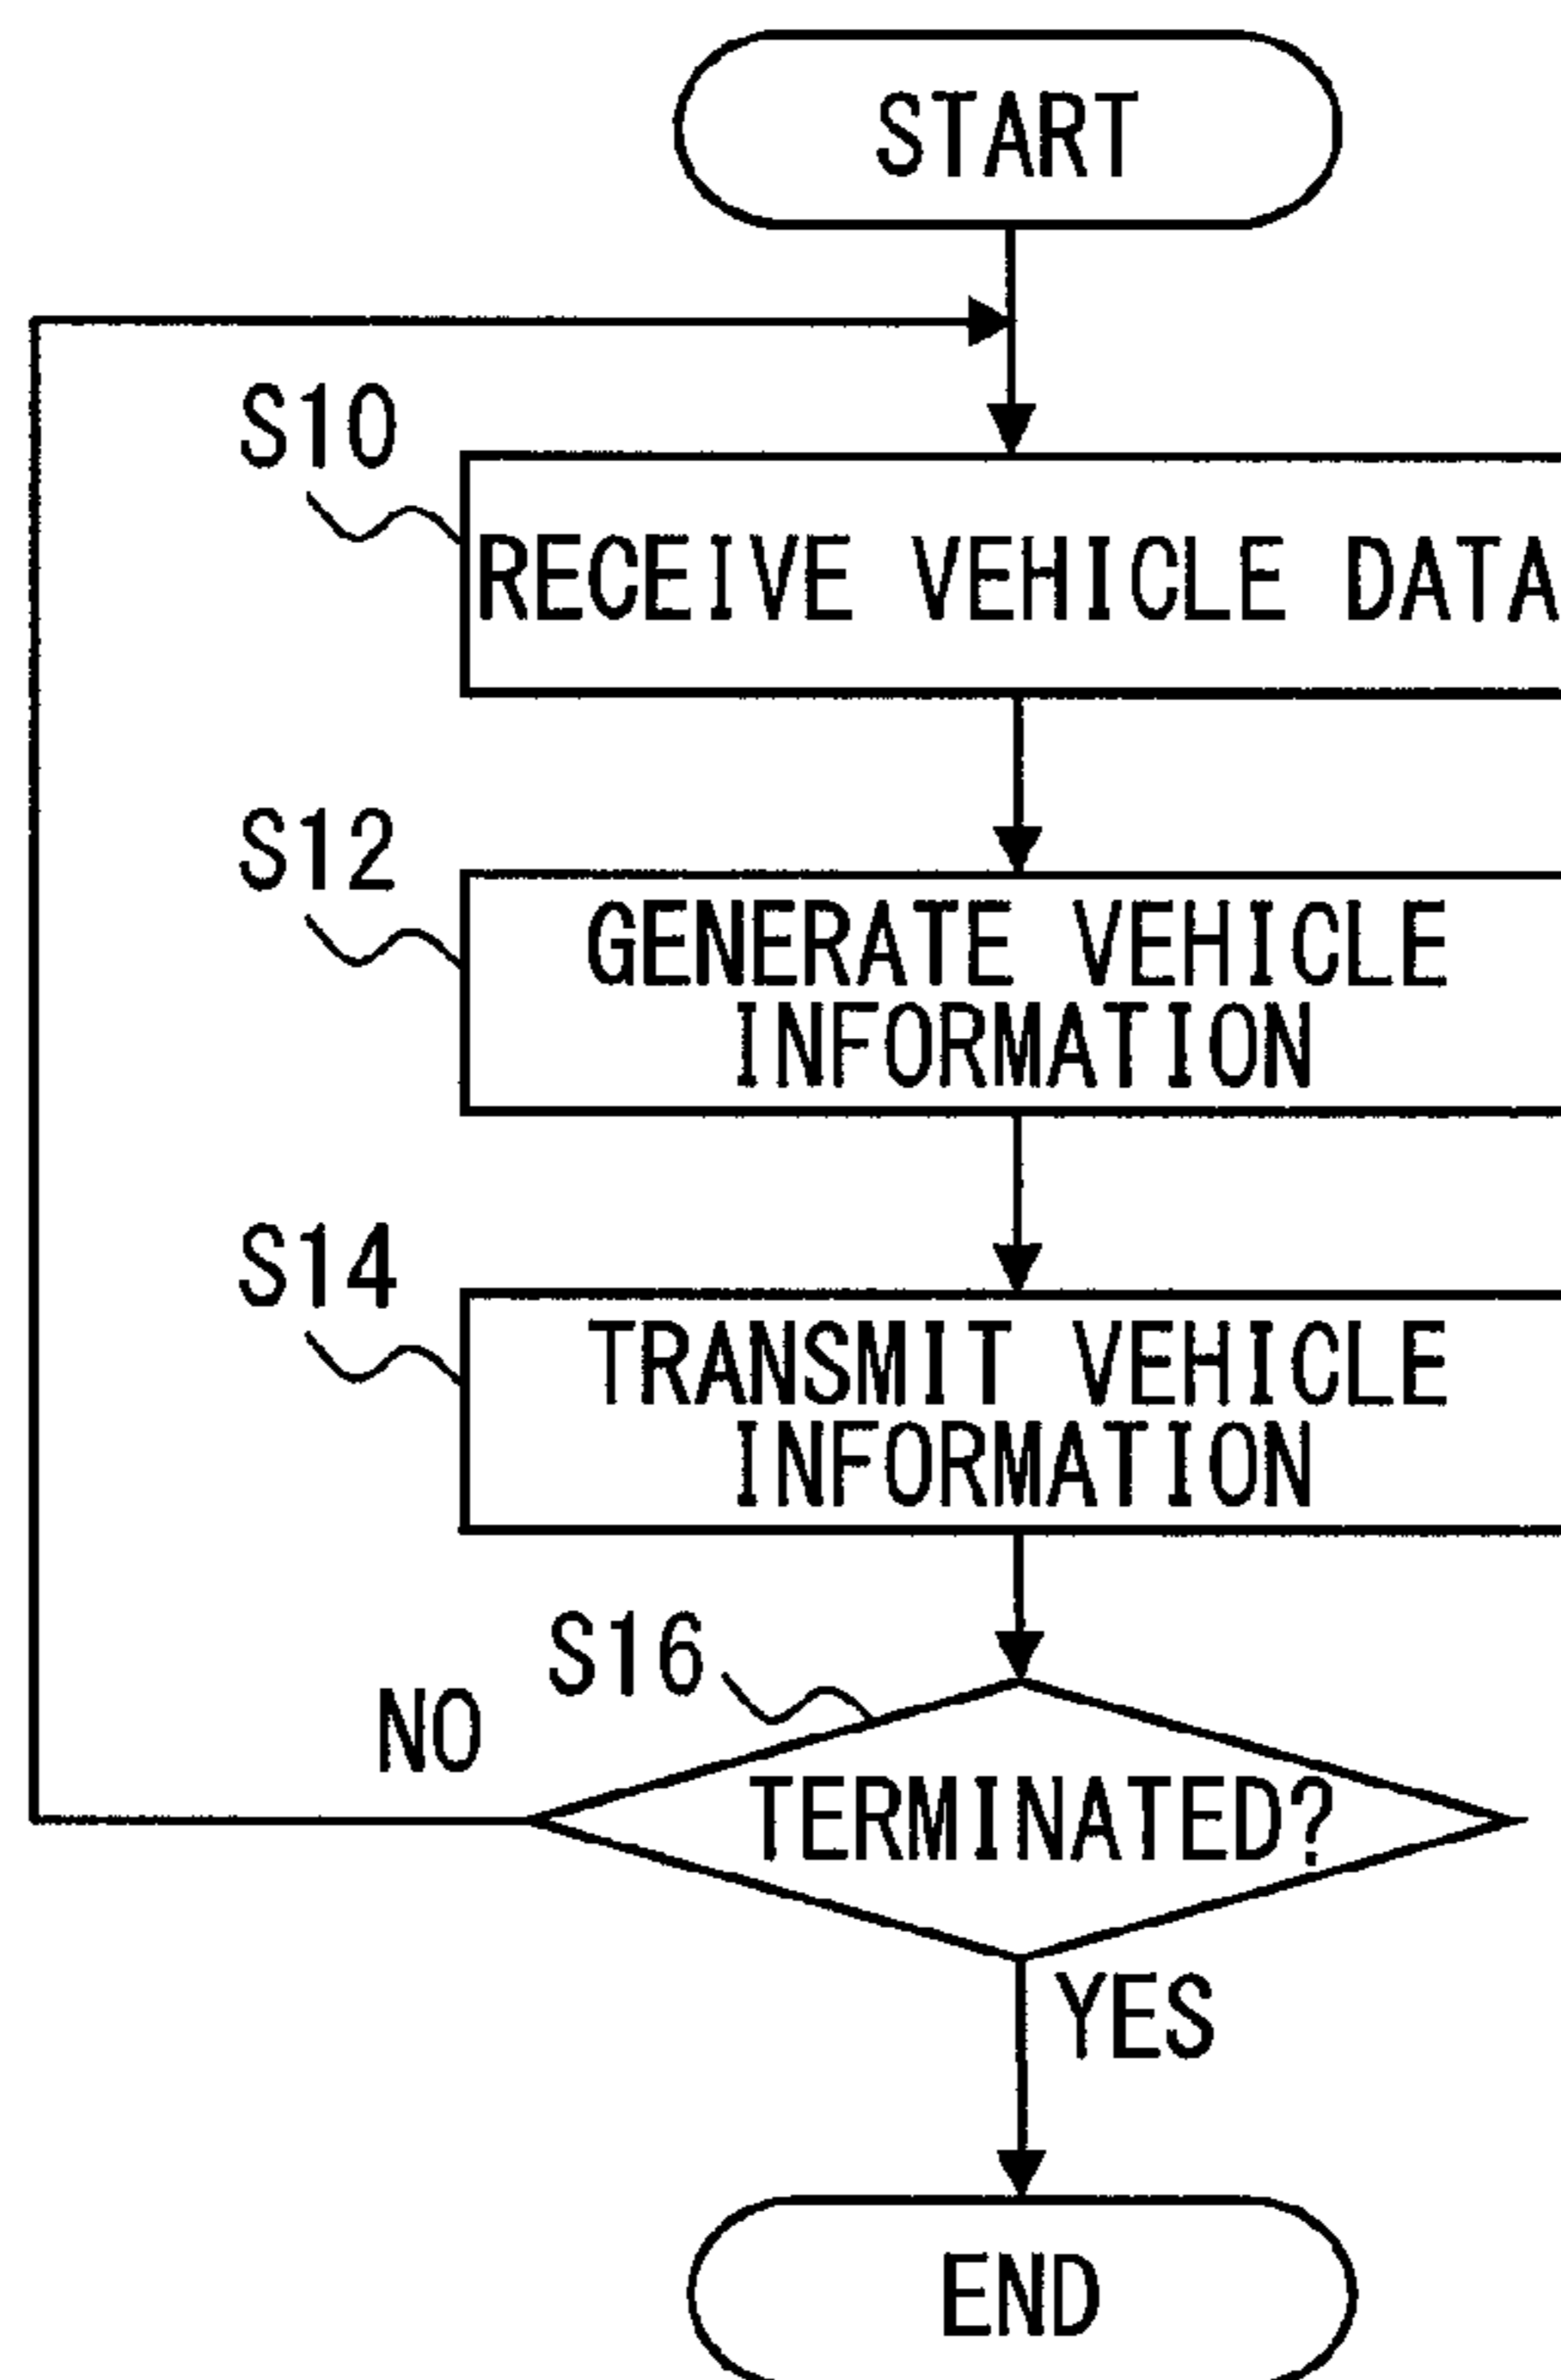 START
S10
RECEIVE VEHICLE DATA
S12
GENERATE VEHICLE
INFORMATION
S14
TRANSMIT VEHICLE
INFORMATION
S16
NO
TERMINATED?
YES
END